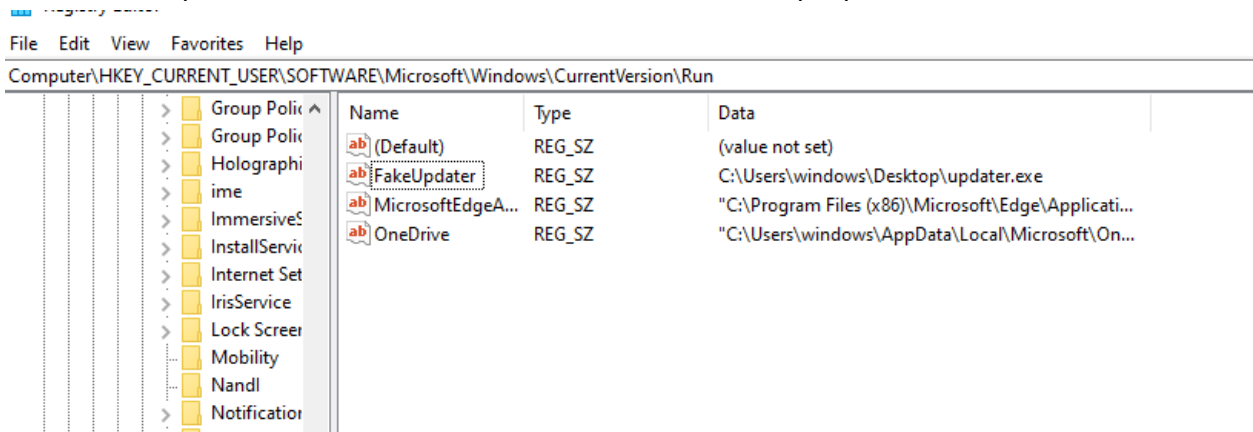 File Edit View Favorites Help
Computer\HKEY_CURRENT_USER\SOFTWARE\Microsoft\Windows\CurrentVersion\Run
Group Polic
Group Polic
Holographi
ime
ImmersiveS
InstallServic
Internet Set
IrisService
Lock Screen
Mobility
Nandl
Notification
Name Type Data
(Default) REG_SZ (value not set)
FakeUpdater REG_SZ C:\Users\windows\Desktop\updater.exe
MicrosoftEdgeA... REG_SZ "C:\Program Files (x86)\Microsoft\Edge\Applicati...
OneDrive REG_SZ "C:\Users\windows\AppData\Local\Microsoft\On...